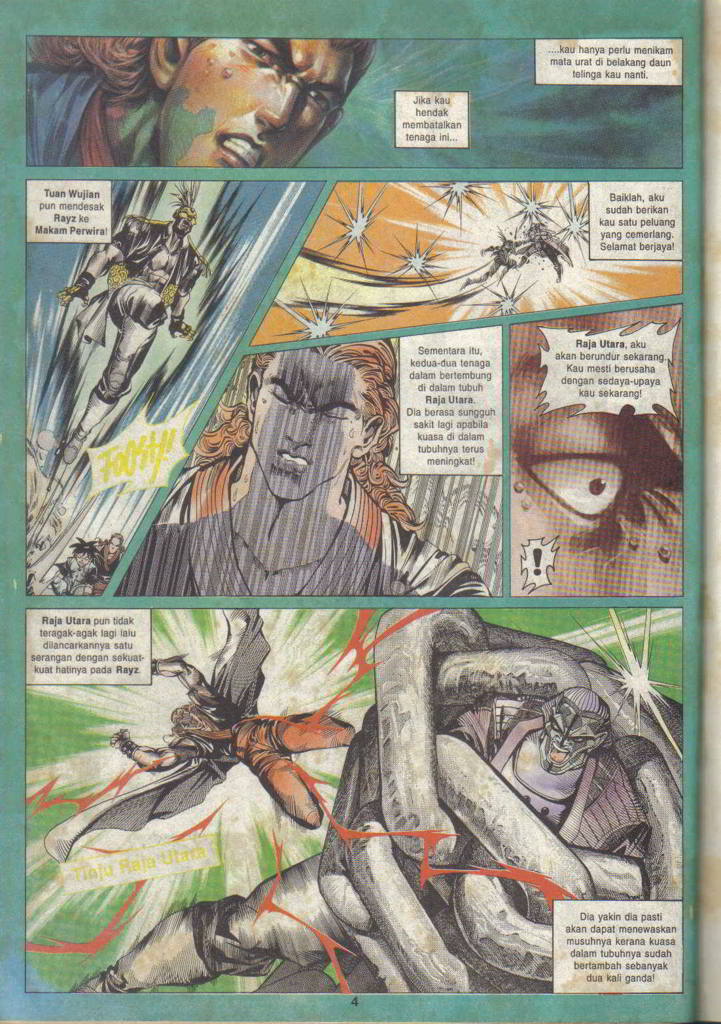 Jika kau
hendak
membatalkan
tenaga ini...
....kau hanya perlu menikam
mata urat di belakang daun
telinga kau nanti.
Tuan Wujian
pun mendesak
Rayz ke
Makam Perwira!
FOOSH!
Baiklah, aku
sudah berikan
kau satu peluang
yang cemerlang.
Selamat berjaya!
Sementara itu,
kedua-dua tenaga
dalam bertembung
di dalam tubuh
Raja Utara.
Dia berasa sungguh
sakit lagi apabila
kuasa di dalam
tubuhnya terus
meningkat!
Raja Utara, aku
akan berundur sekarang.
Kau mesti berusaha
dengan sedaya-upaya
kau sekarang!
!
Raja Utara pun tidak
teragak-agak lagi lalu
dilancarkannya satu
serangan dengan sekuat-
kuat hatinya pada Rayz.
Tinju Raja Utara
Dia yakin dia pasti
akan dapat menewaskan
musuhnya kerana kuasa
dalam tubuhnya sudah
bertambah sebanyak
dua kali ganda!
4